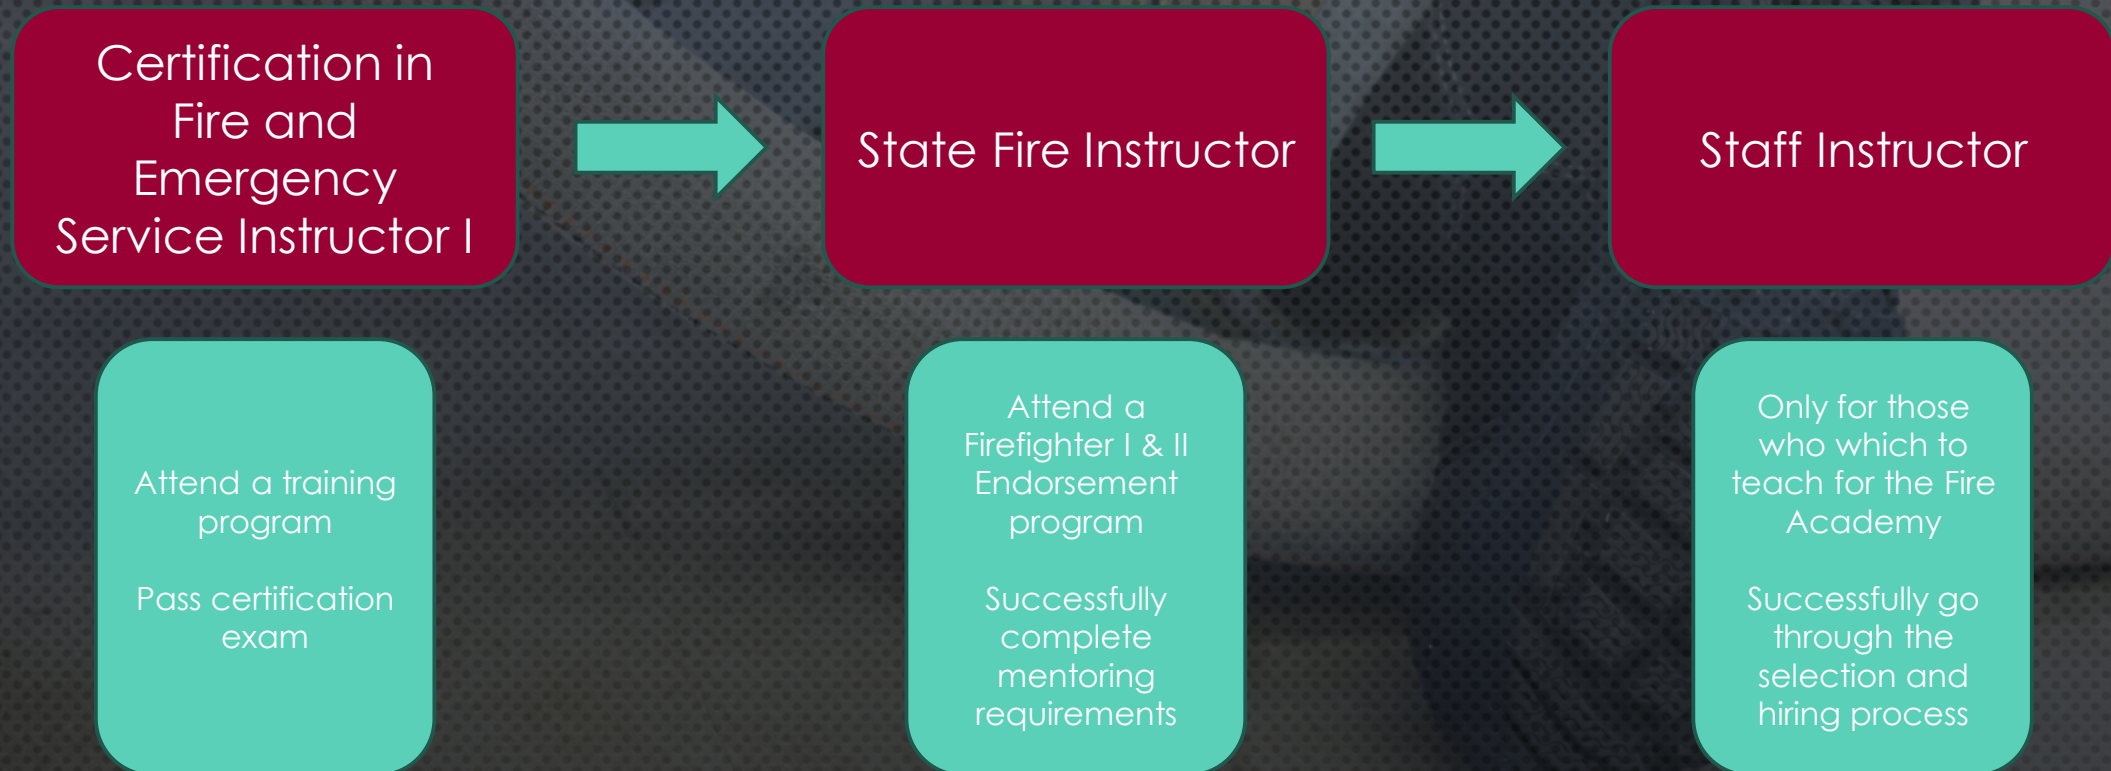 Certification in
Fire and
Emergency
Service Instructor I
State Fire Instructor
Staff Instructor
Attend a training
program
Pass certification
exam
Attend a
Firefighter I & II
Endorsement
program
Successfully
complete
mentoring
requirements
Only for those
who which to
teach for the Fire
Academy
Successfully go
through the
selection and
hiring process